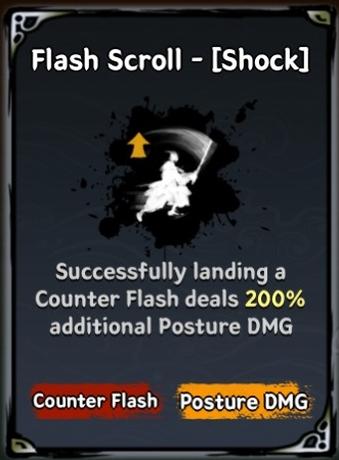 Flash Scroll - [Shock]
Successfully landing a
Counter Flash deals 200%
additional Posture DMG
Counter Flash
Posture DMG